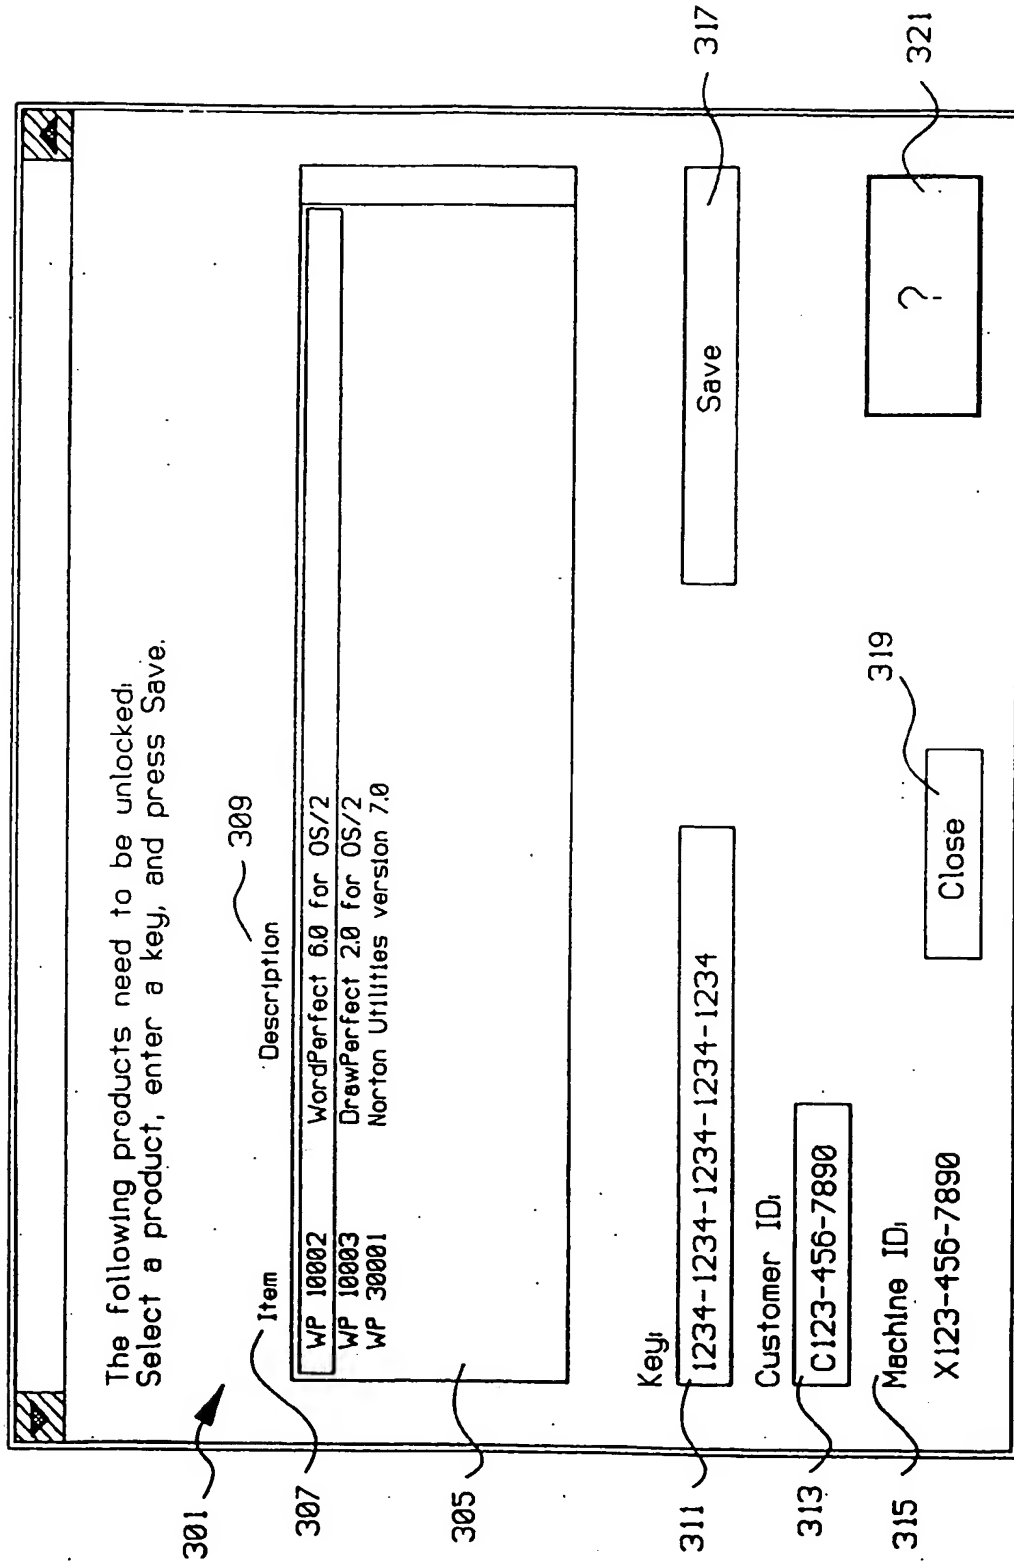 The following products need to be unlocked:
Select a product, enter a key, and press Save.
301
307
Item
Description
309
WP 10002 WordPerfect 6.0 for OS/2
WP 10003 DrawPerfect 2.0 for OS/2
WP 30001 Norton Utilities version 7.0
305
Key:
311
1234-1234-1234-1234-1234
Save
317
Customer ID:
313
C123-456-7890
Machine ID:
315
X123-456-7890
Close
319
?
321